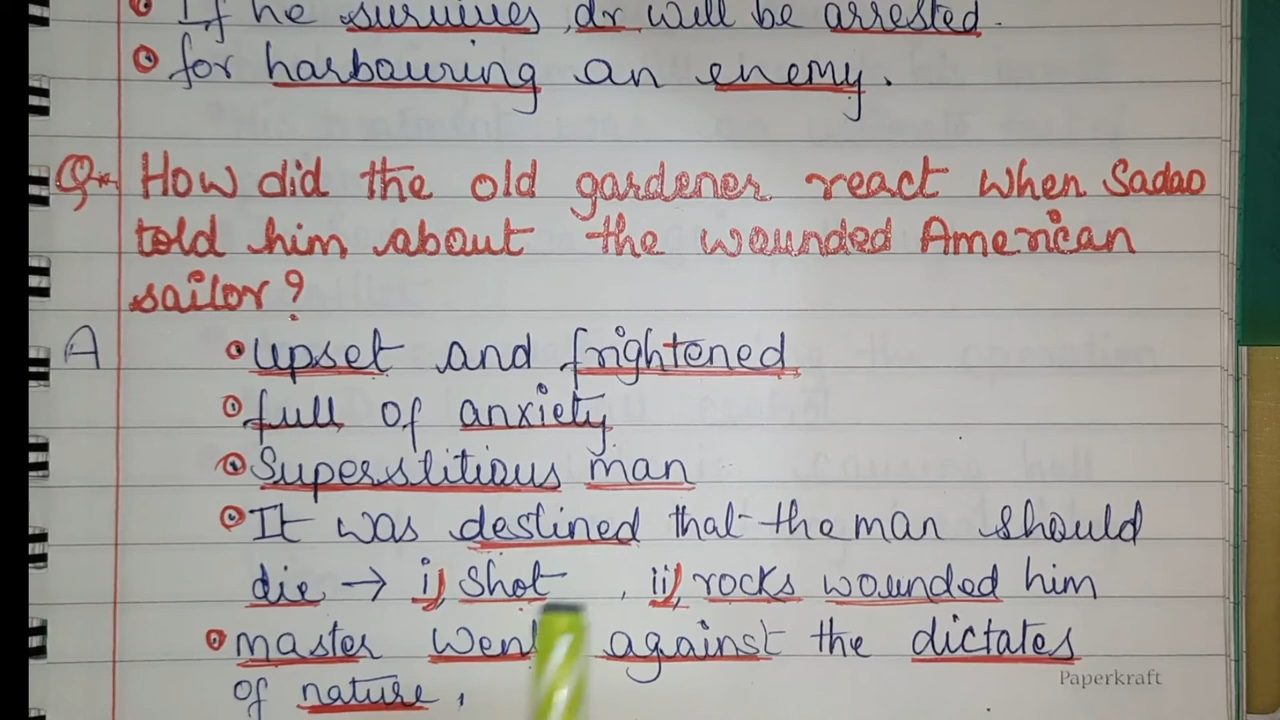 If he survives, dr will be arrested.
for harbouring an enemy.
Q* How did the old gardener react when Sadao
told him about the wounded American
sailor?
A
upset and frightened
full of anxiety
Superstitious man
It was destined that the man should
die → i) shot , ii) rocks wounded him
master went against the dictates
of nature,
Paperkraft